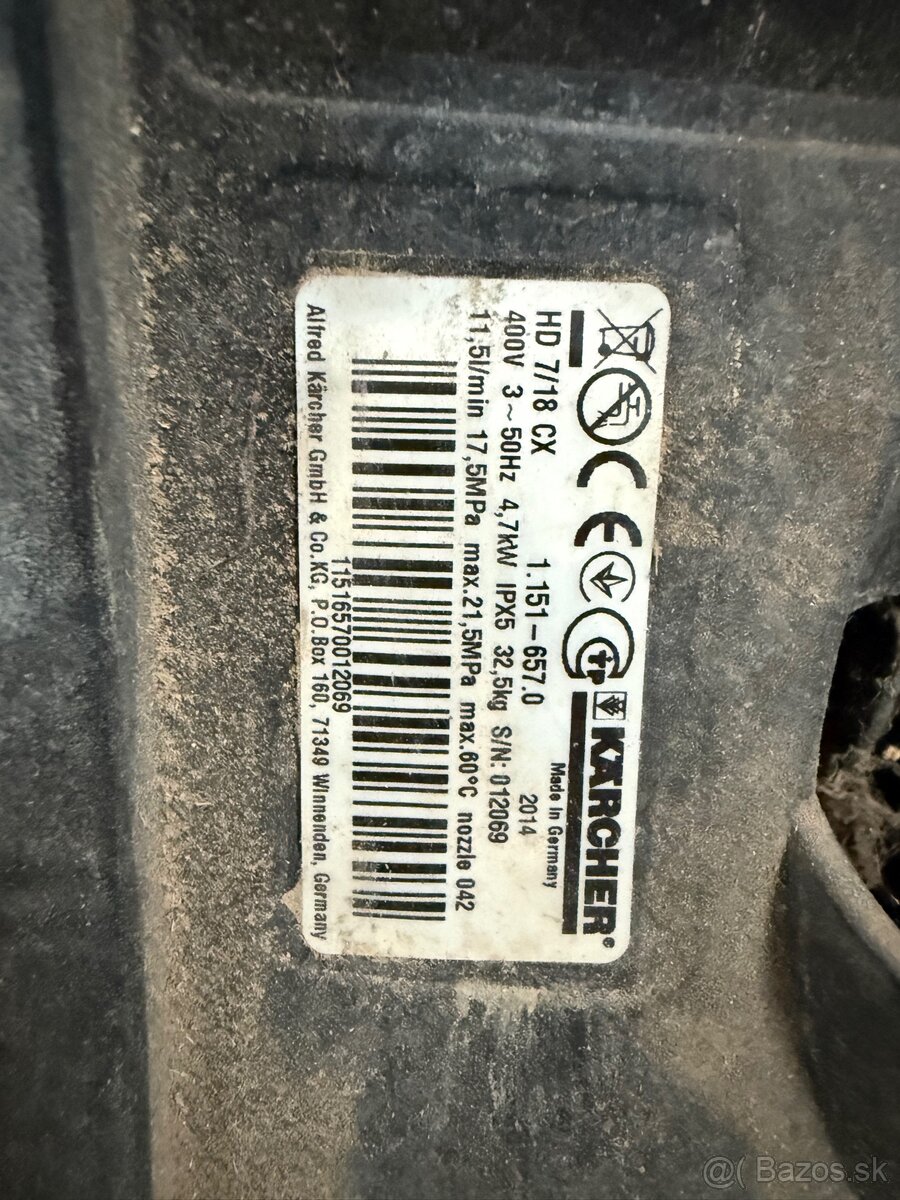 KÄRCHER®
Made in Germany
HD 7/18 CX 1.151-657.0 2014
400V 3~50Hz 4,7kW IPX5 32,5kg S/N: 012069
11,5l/min 17,5MPa max.21,5MPa max.60°C nozzle 042
11516570012069
Alfred Kärcher GmbH & Co.KG, P.O.Box 160, 71349 Winnenden, Germany
@( Bazos.sk